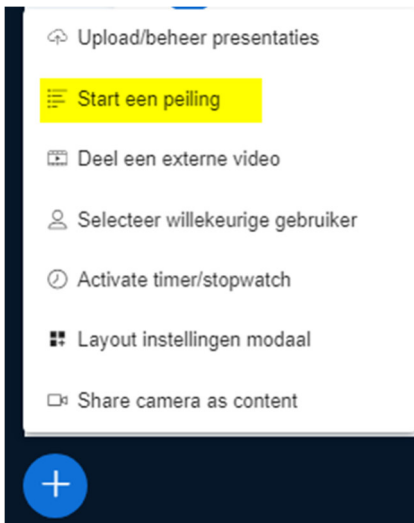 Upload/beheer presentaties
Start een peiling
Deel een externe video
Selecteer willekeurige gebruiker
Activate timer/stopwatch
Layout instellingen modaal
Share camera as content